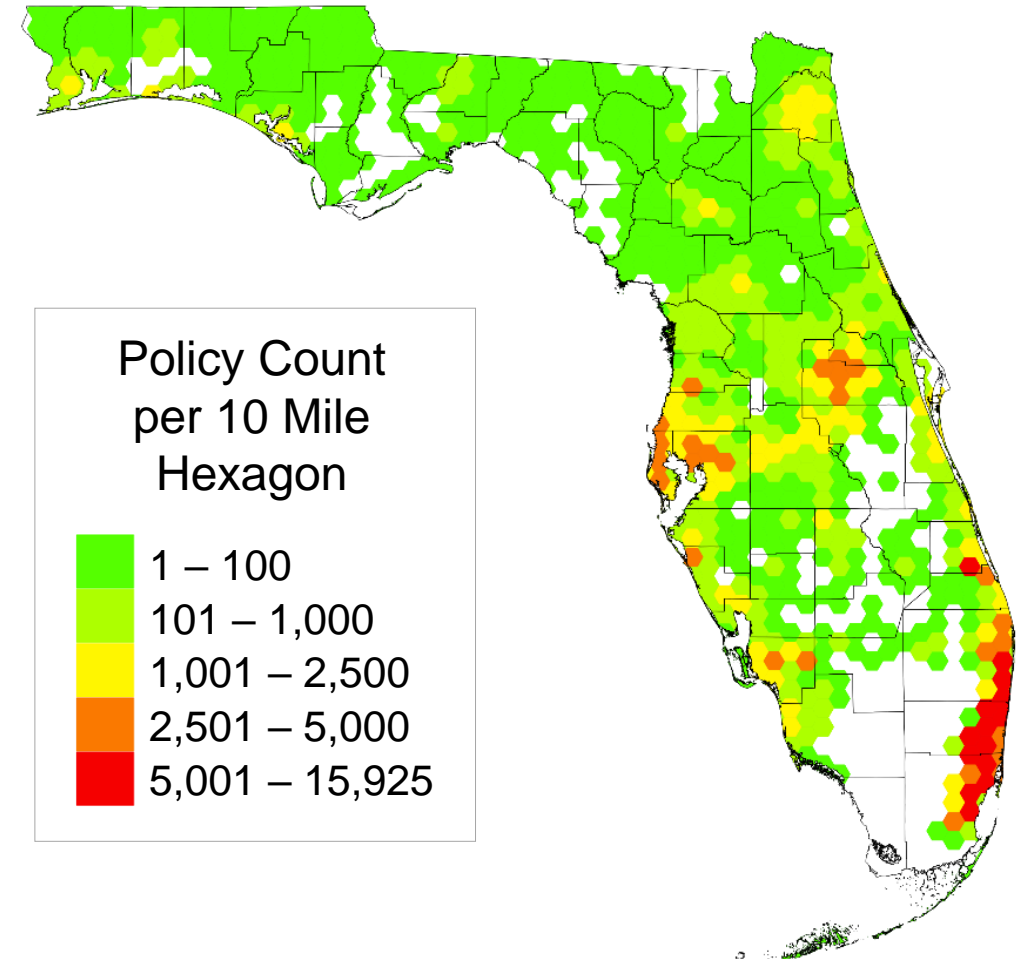 Policy Count
per 10 Mile
Hexagon
1 – 100
101 – 1,000
1,001 – 2,500
2,501 – 5,000
5,001 – 15,925